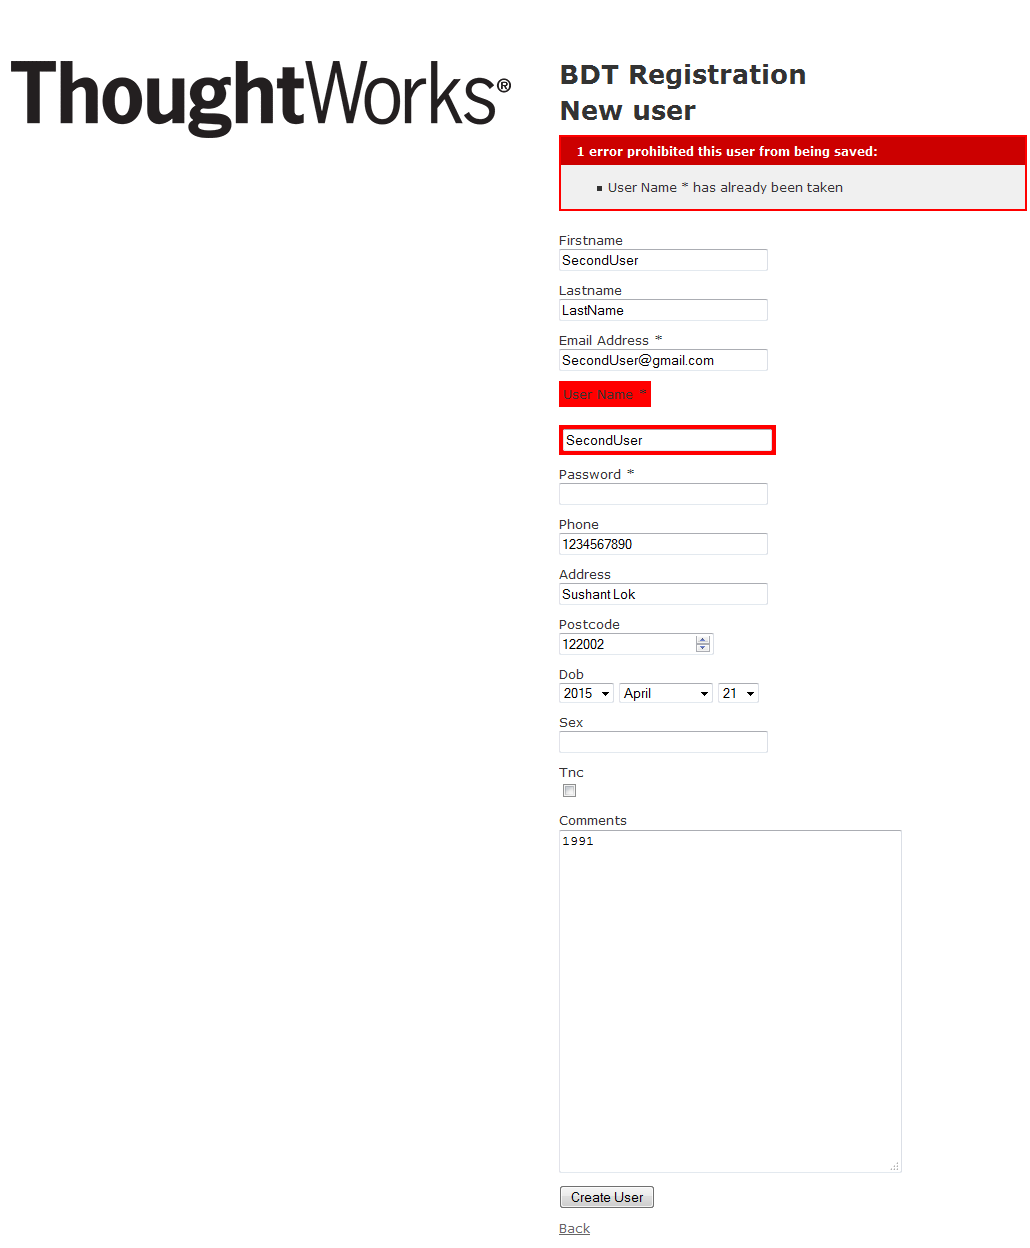 ThoughtWorks®
BDT Registration
New user
1 error prohibited this user from being saved:
User Name * has already been taken
Firstname
SecondUser
Lastname
LastName
Email Address *
SecondUser@gmail.com
User Name *
SecondUser
Password *
Phone
1234567890
Address
Sushant Lok
Postcode
122002
Dob
2015 April 21
Sex
Tnc
Comments
1991
Create User
Back